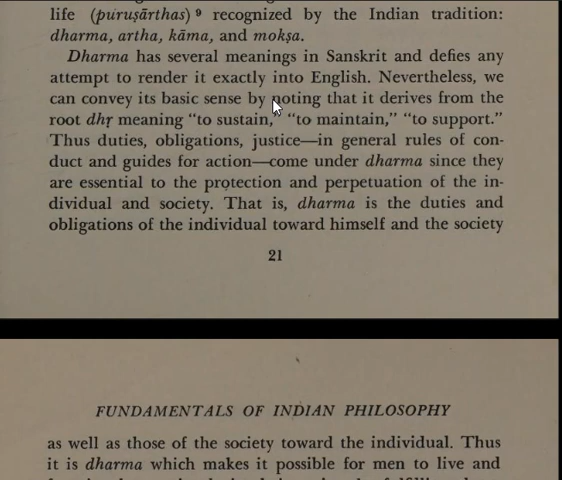 life (puruṣārthas) ⁹ recognized by the Indian tradition:
dharma, artha, kāma, and mokṣa.
Dharma has several meanings in Sanskrit and defies any
attempt to render it exactly into English. Nevertheless, we
can convey its basic sense by noting that it derives from the
root dhṛ meaning “to sustain,” “to maintain,” “to support.”
Thus duties, obligations, justice—in general rules of con-
duct and guides for action—come under dharma since they
are essential to the protection and perpetuation of the in-
dividual and society. That is, dharma is the duties and
obligations of the individual toward himself and the society
21
FUNDAMENTALS OF INDIAN PHILOSOPHY
as well as those of the society toward the individual. Thus
it is dharma which makes it possible for men to live and